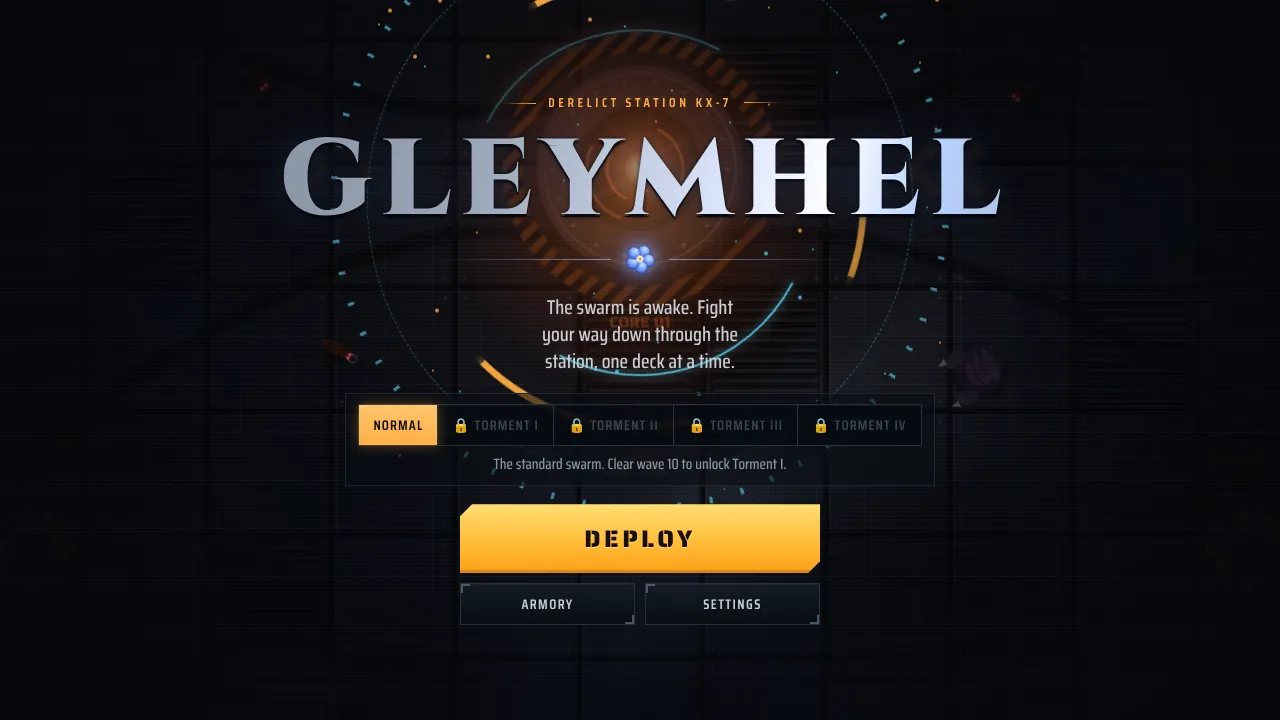 DERELICT STATION KX-7
GLEYMHEL
The swarm is awake. Fight
your way down through the
station, one deck at a time.
CORE 01
NORMAL
TORMENT I
TORMENT II
TORMENT III
TORMENT IV
The standard swarm. Clear wave 10 to unlock Torment I.
DEPLOY
ARMORY
SETTINGS